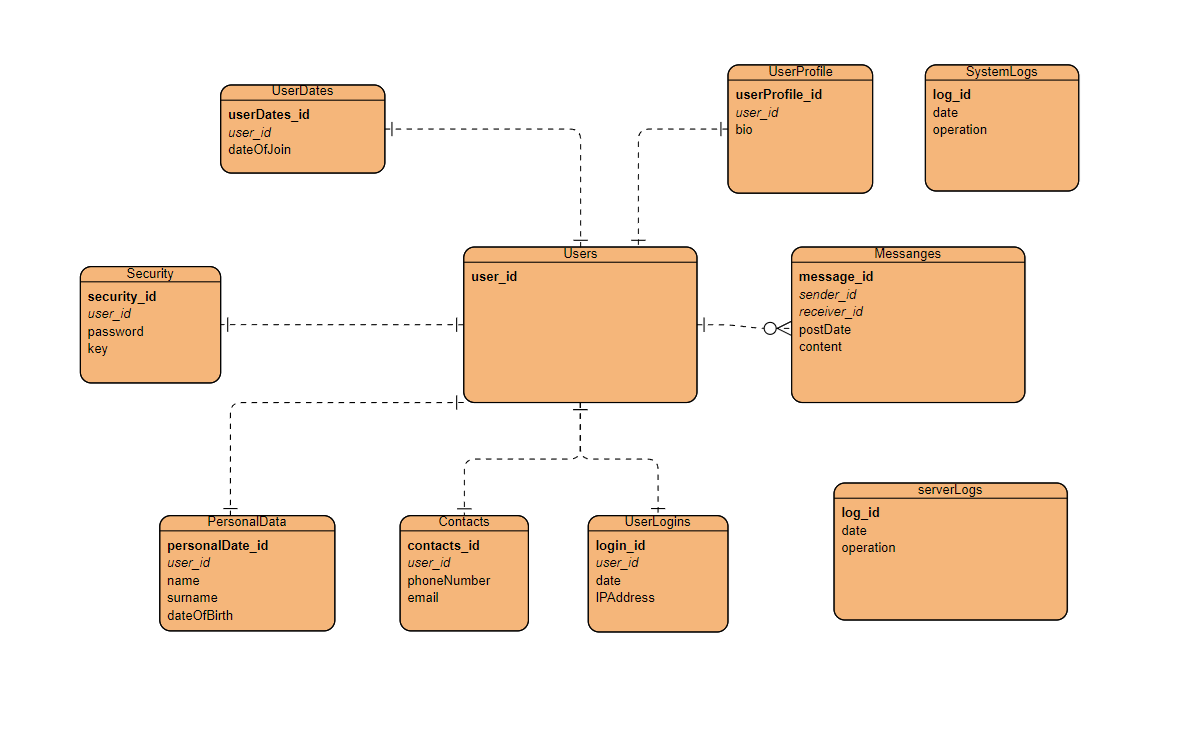 UserDates
userDates_id
user_id
dateOfJoin
UserProfile
userProfile_id
user_id
bio
SystemLogs
log_id
date
operation
Security
security_id
user_id
password
key
Users
user_id
Messanges
message_id
sender_id
receiver_id
postDate
content
PersonalData
personalDate_id
user_id
name
surname
dateOfBirth
Contacts
contacts_id
user_id
phoneNumber
email
UserLogins
login_id
user_id
date
IPAddress
serverLogs
log_id
date
operation